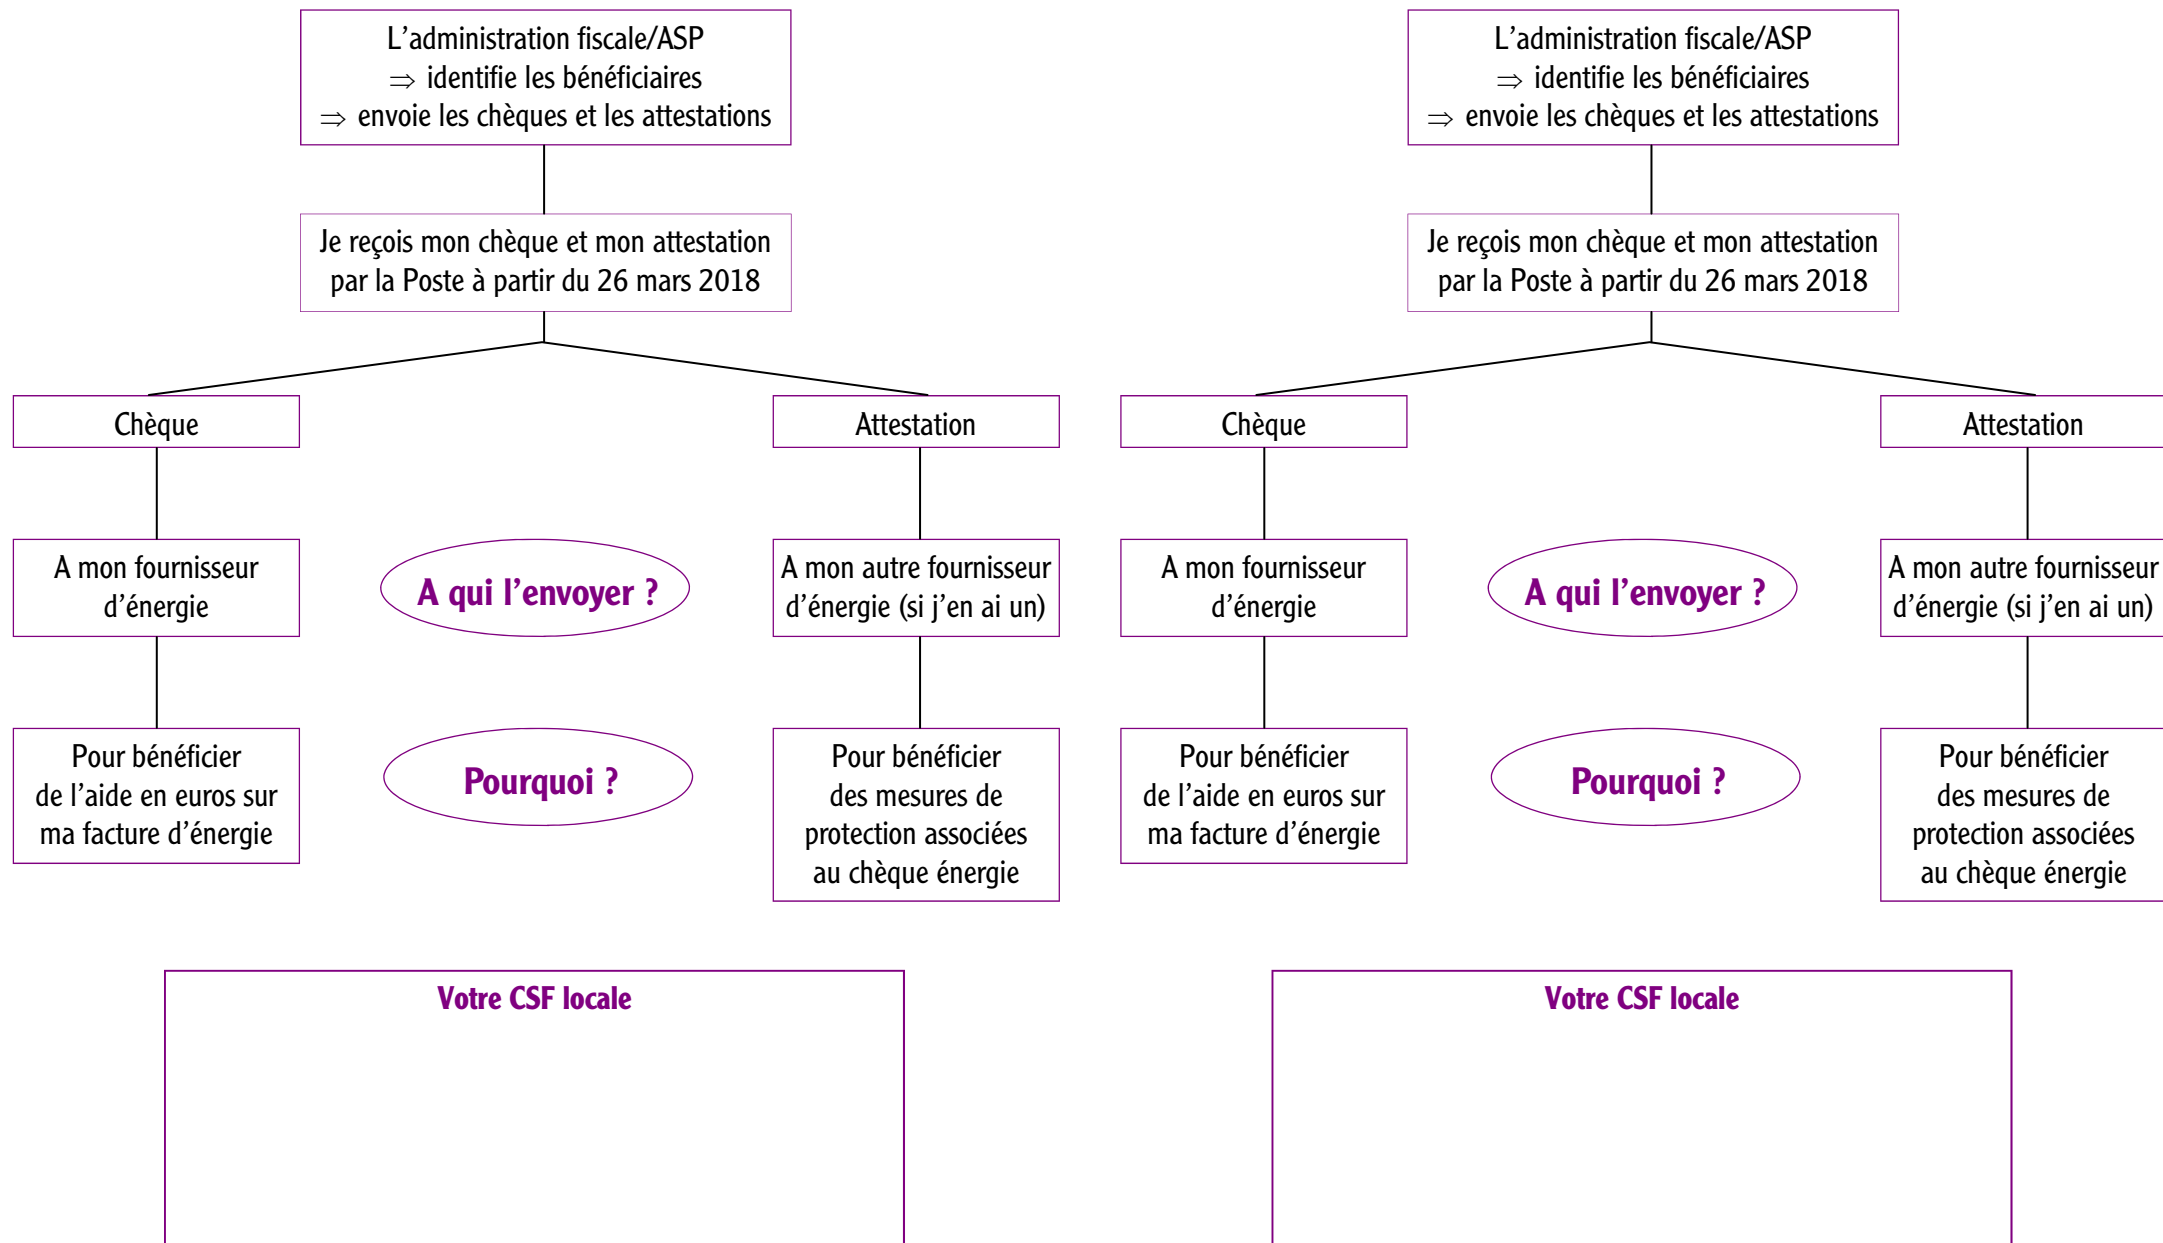 L'administration fiscale/ASP
⇒ identifie les bénéficiaires
⇒ envoie les chèques et les attestations
Je reçois mon chèque et mon attestation
par la Poste à partir du 26 mars 2018
Chèque
Attestation
A mon fournisseur
d'énergie
A qui l'envoyer ?
A mon autre fournisseur
d'énergie (si j'en ai un)
Pour bénéficier
de l'aide en euros sur
ma facture d'énergie
Pourquoi ?
Pour bénéficier
des mesures de
protection associées
au chèque énergie
Votre CSF locale
L'administration fiscale/ASP
⇒ identifie les bénéficiaires
⇒ envoie les chèques et les attestations
Je reçois mon chèque et mon attestation
par la Poste à partir du 26 mars 2018
Chèque
Attestation
A mon fournisseur
d'énergie
A qui l'envoyer ?
A mon autre fournisseur
d'énergie (si j'en ai un)
Pour bénéficier
de l'aide en euros sur
ma facture d'énergie
Pourquoi ?
Pour bénéficier
des mesures de
protection associées
au chèque énergie
Votre CSF locale